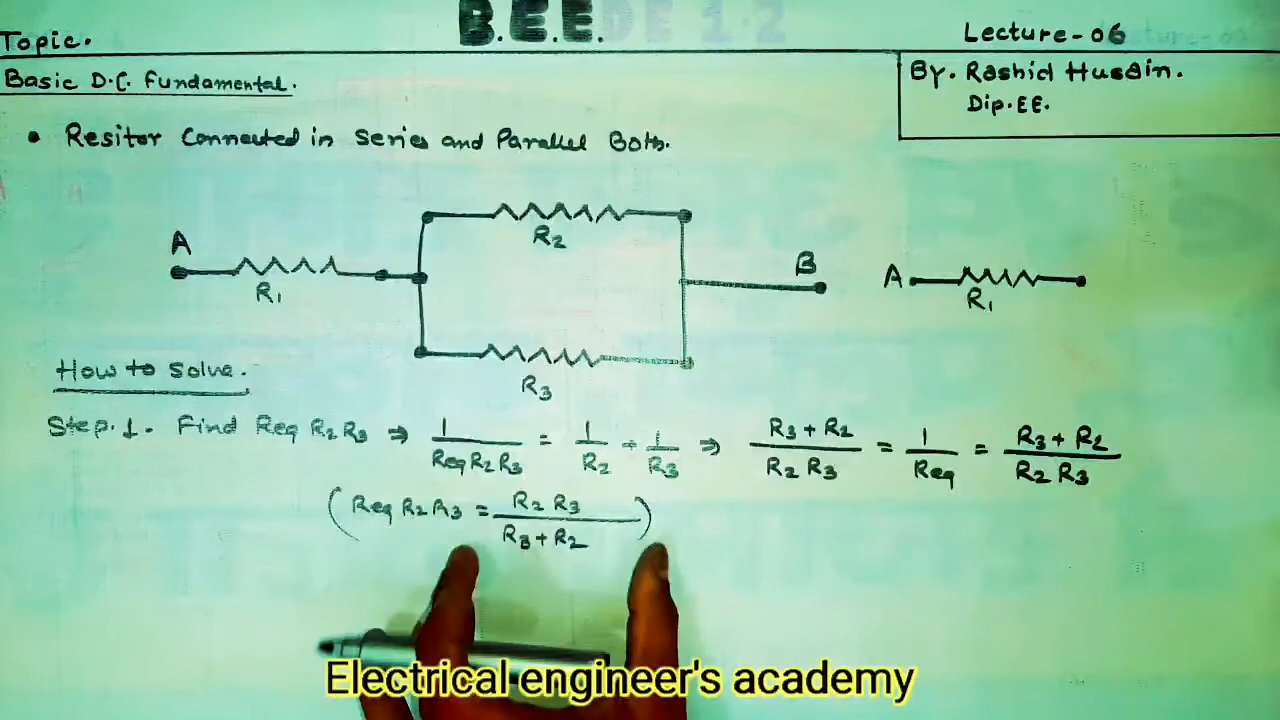 B.E.E.
Topic.
Lecture-06
Basic D.C. fundamental.
By. Rashid Husain.
Dip.EE.
• Resitor Connected in Series and Parallel Both.
R2
A
B
A
R1
R1
R3
How to solve.
Step.1. Find Req R2 R3 ⇒ 1/Req R2 R3 = 1/R2 + 1/R3 ⇒ R3 + R2/R2 R3 = 1/Req = R3 + R2/R2 R3
(Req R2 R3 = R2 R3/R3 + R2)
Electrical engineer's academy